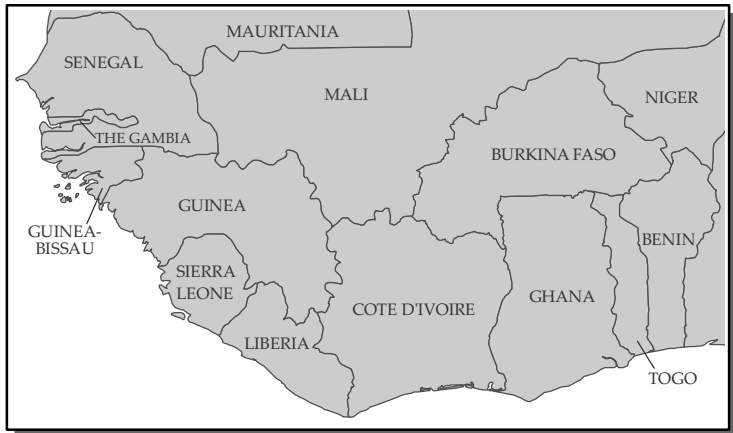 MAURITANIA
SENEGAL
MALI
NIGER
THE GAMBIA
BURKINA FASO
GUINEA
GUINEA-
BISSAU
BENIN
SIERRA
LEONE
GHANA
COTE D'IVOIRE
LIBERIA
TOGO